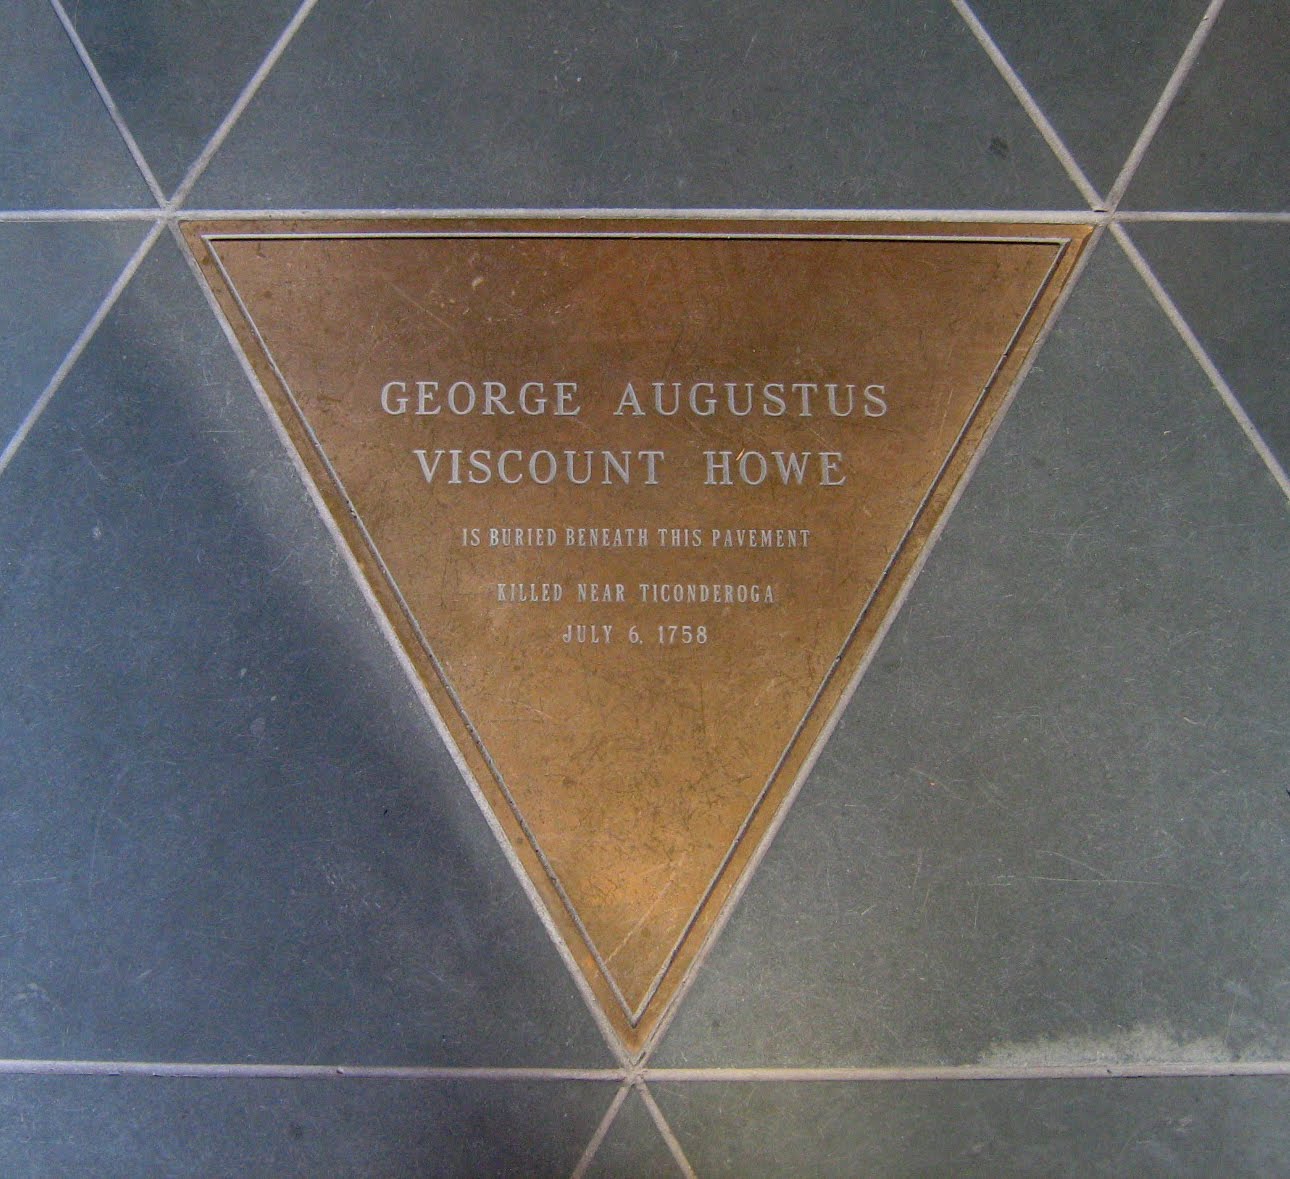 GEORGE AUGUSTUS
VISCOUNT HOWE
IS BURIED BENEATH THIS PAVEMENT
KILLED NEAR TICONDEROGA
JULY 6, 1758